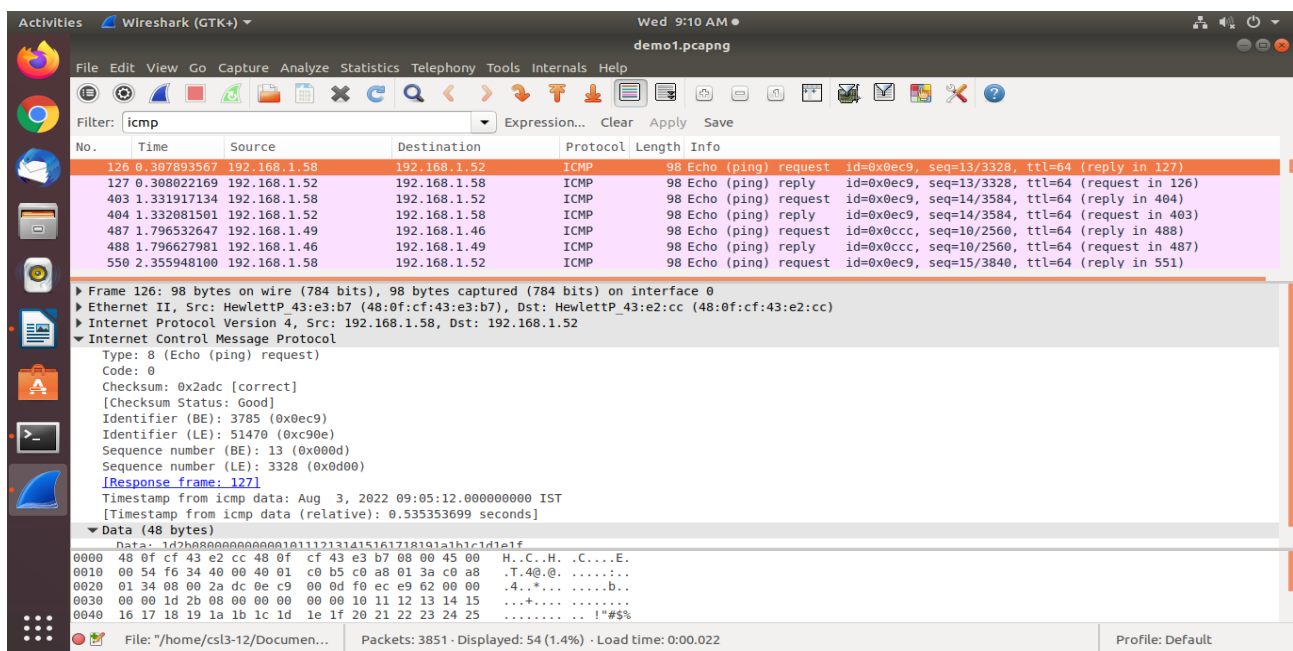 Activities Wireshark (GTK+) Wed 9:10 AM
demo1.pcapng
File Edit View Go Capture Analyze Statistics Telephony Tools Internals Help
Filter: icmp Expression... Clear Apply Save
No. Time Source Destination Protocol Length Info
126 0.307893567 192.168.1.58 192.168.1.52 ICMP 98 Echo (ping) request id=0x0ec9, seq=13/3328, ttl=64 (reply in 127)
127 0.308022169 192.168.1.52 192.168.1.58 ICMP 98 Echo (ping) reply id=0x0ec9, seq=13/3328, ttl=64 (request in 126)
403 1.331917134 192.168.1.58 192.168.1.52 ICMP 98 Echo (ping) request id=0x0ec9, seq=14/3584, ttl=64 (reply in 404)
404 1.332081501 192.168.1.52 192.168.1.58 ICMP 98 Echo (ping) reply id=0x0ec9, seq=14/3584, ttl=64 (request in 403)
487 1.796532647 192.168.1.49 192.168.1.46 ICMP 98 Echo (ping) request id=0x0ccc, seq=10/2560, ttl=64 (reply in 488)
488 1.796627981 192.168.1.46 192.168.1.49 ICMP 98 Echo (ping) reply id=0x0ccc, seq=10/2560, ttl=64 (request in 487)
550 2.355948100 192.168.1.58 192.168.1.52 ICMP 98 Echo (ping) request id=0x0ec9, seq=15/3840, ttl=64 (reply in 551)
Frame 126: 98 bytes on wire (784 bits), 98 bytes captured (784 bits) on interface 0
Ethernet II, Src: HewlettP_43:e3:b7 (48:0f:cf:43:e3:b7), Dst: HewlettP_43:e2:cc (48:0f:cf:43:e2:cc)
Internet Protocol Version 4, Src: 192.168.1.58, Dst: 192.168.1.52
Internet Control Message Protocol
Type: 8 (Echo (ping) request)
Code: 0
Checksum: 0x2adc [correct]
[Checksum Status: Good]
Identifier (BE): 3785 (0x0ec9)
Identifier (LE): 51470 (0xc90e)
Sequence number (BE): 13 (0x000d)
Sequence number (LE): 3328 (0x0d00)
[Response frame: 127]
Timestamp from icmp data: Aug 3, 2022 09:05:12.000000000 IST
[Timestamp from icmp data (relative): 0.535353699 seconds]
Data (48 bytes)
Data: 1d2b080000000000101112131415161718191a1b1c1d1e1f...
0000 48 0f cf 43 e2 cc 48 0f cf 43 e3 b7 08 00 45 00 H..C..H. .C....E.
0010 00 54 f6 34 40 00 40 01 c0 b5 c0 a8 01 3a c0 a8 .T.4@.@. .....:..
0020 01 34 08 00 2a dc 0e c9 00 0d f0 ec e9 62 00 00 .4..*... .....b..
0030 00 00 1d 2b 08 00 00 00 00 00 10 11 12 13 14 15 ...+.... ........
0040 16 17 18 19 1a 1b 1c 1d 1e 1f 20 21 22 23 24 25 ........ .. !"#$%
File: "/home/csl3-12/Documen... Packets: 3851 · Displayed: 54 (1.4%) · Load time: 0:00.022 Profile: Default